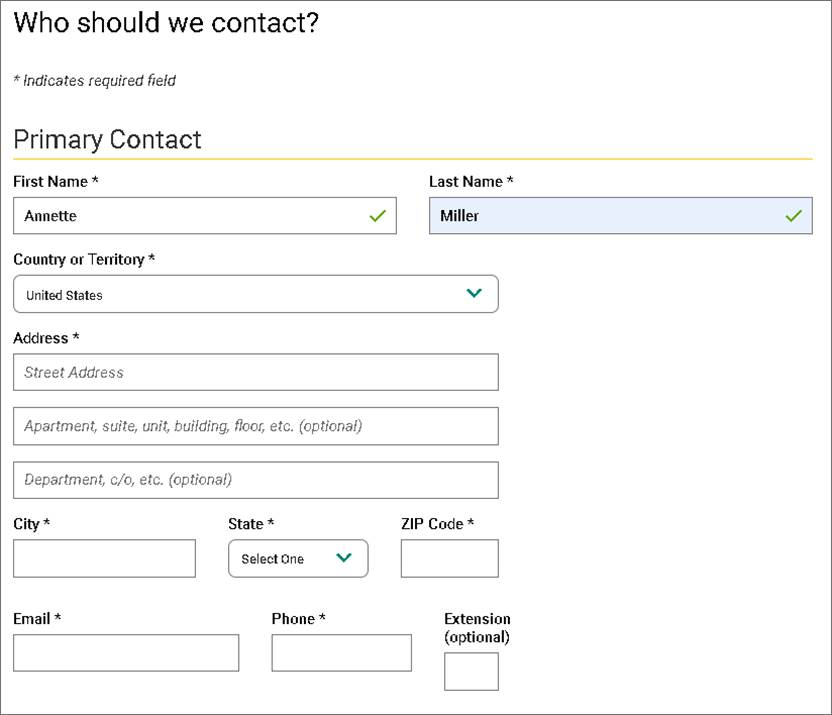 Who should we contact?
* Indicates required field
Primary Contact
First Name * Last Name *
Annette Miller
Country or Territory *
United States
Address *
Street Address
Apartment, suite, unit, building, floor, etc. (optional)
Department, c/o, etc. (optional)
City * State * ZIP Code *
Select One
Email * Phone * Extension
(optional)